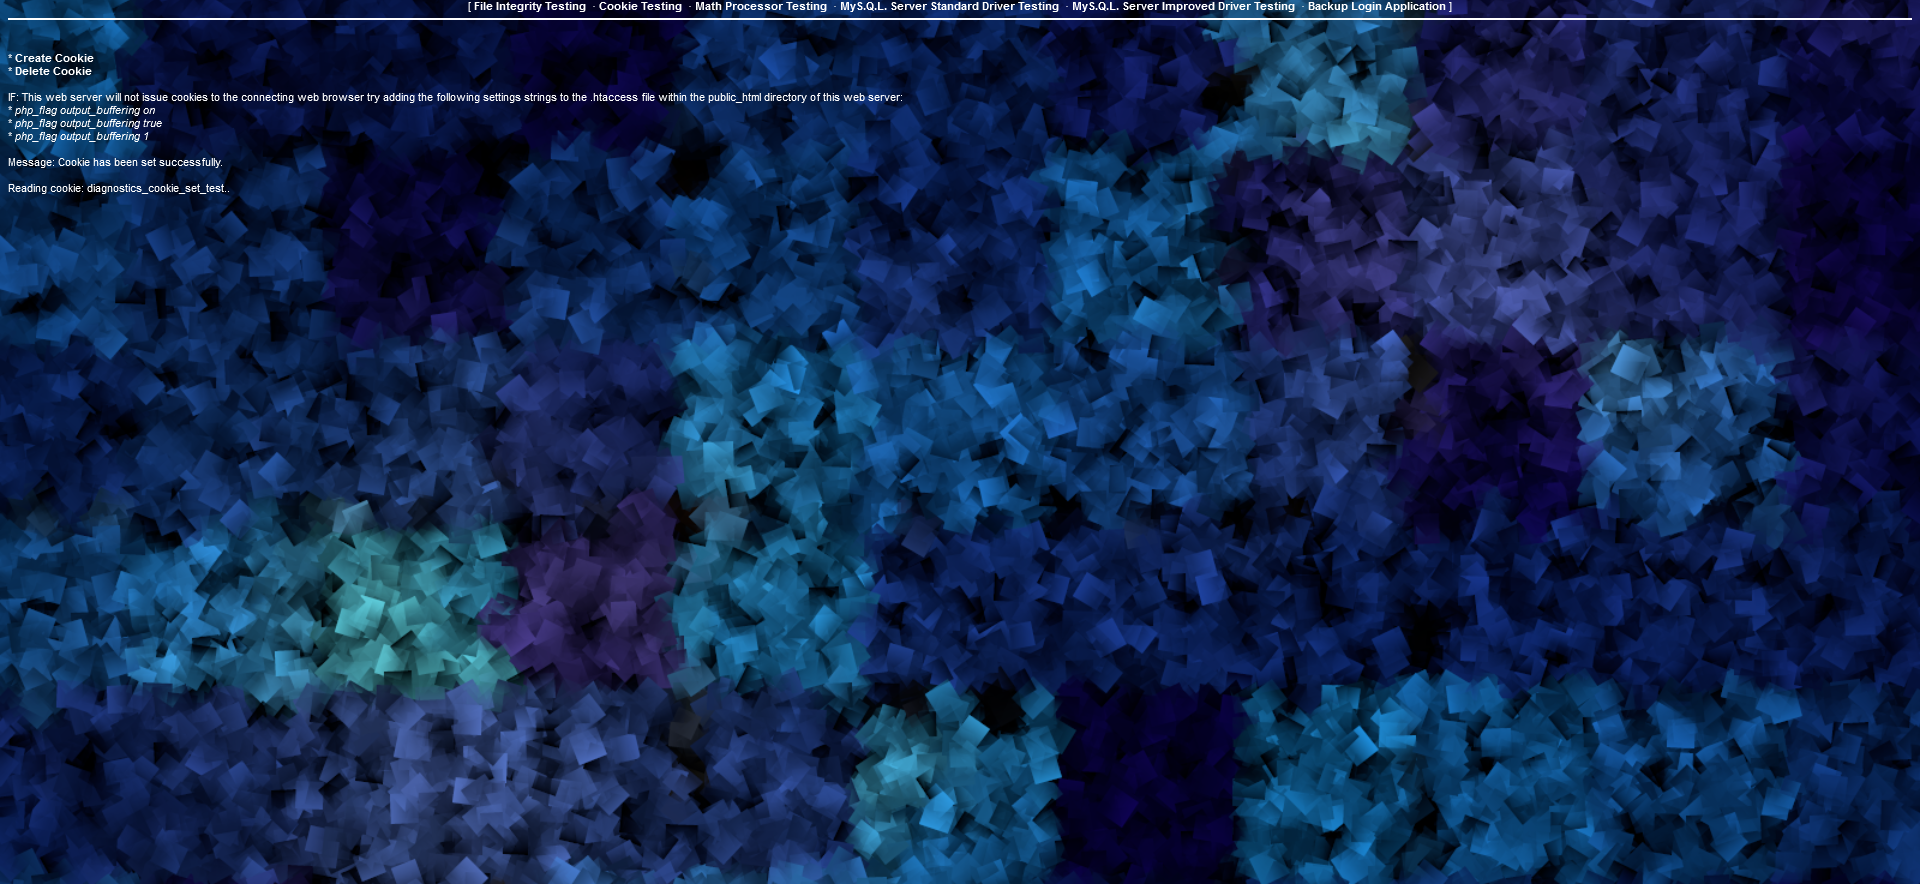 [ File Integrity Testing · Cookie Testing · Math Processor Testing · MyS.Q.L. Server Standard Driver Testing · MyS.Q.L. Server Improved Driver Testing · Backup Login Application ]
* Create Cookie
* Delete Cookie
IF: This web server will not issue cookies to the connecting web browser try adding the following settings strings to the .htaccess file within the public_html directory of this web server:
* php_flag output_buffering on
* php_flag output_buffering true
* php_flag output_buffering 1
Message: Cookie has been set successfully.
Reading cookie: diagnostics_cookie_set_test..